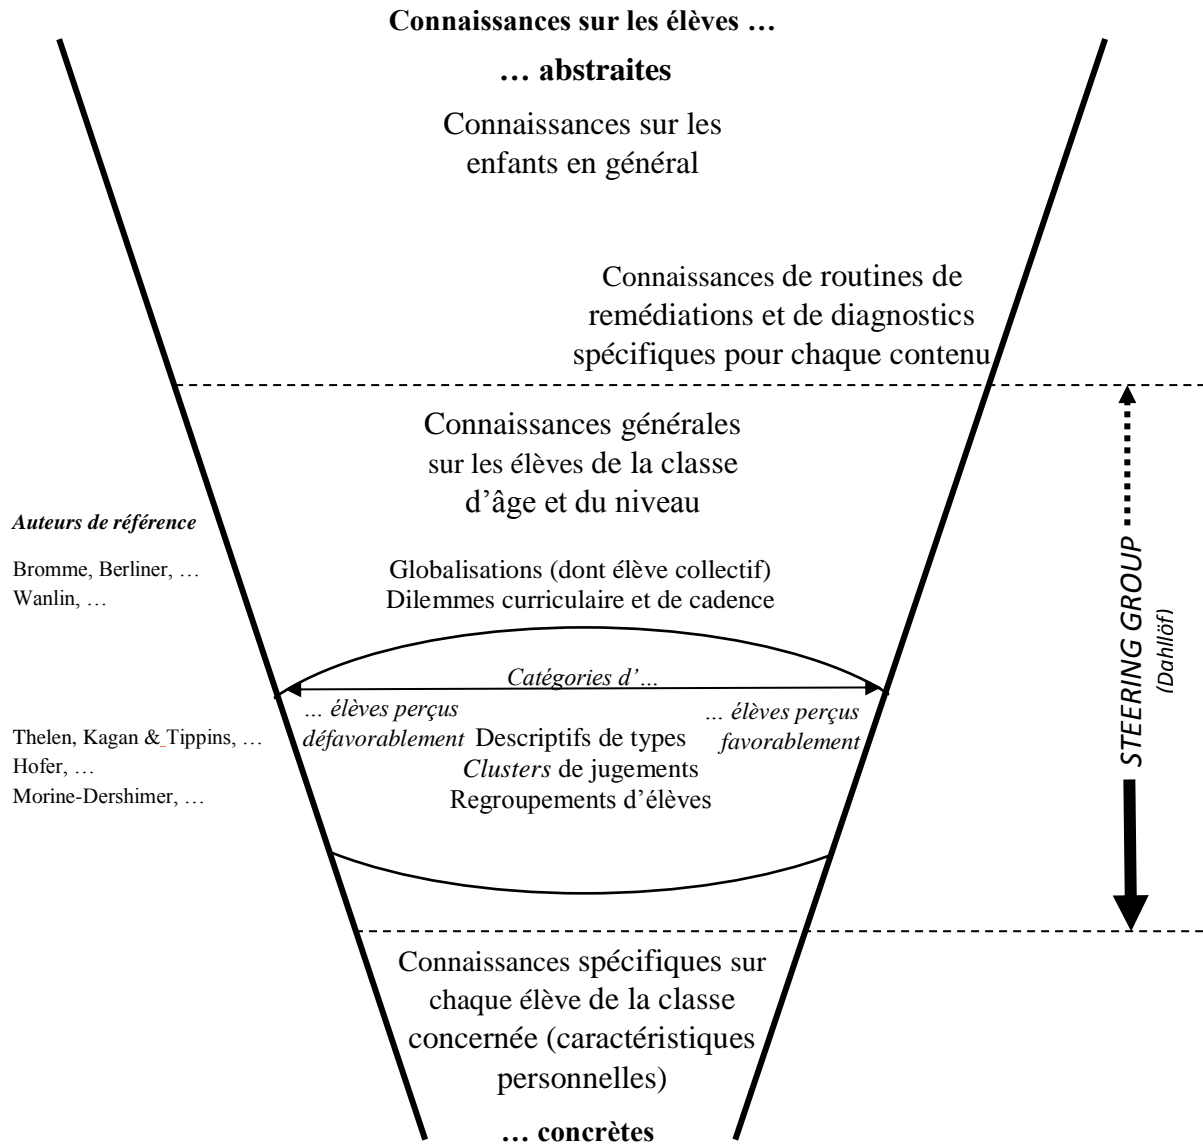 Connaissances sur les élèves …
… abstraites
Connaissances sur les
enfants en général
Connaissances de routines de
remédiations et de diagnostics
spécifiques pour chaque contenu
Connaissances générales
sur les élèves de la classe
d’âge et du niveau
Auteurs de référence
Bromme, Berliner, …
Wanlin, …
Globalisations (dont élève collectif)
Dilemmes curriculaire et de cadence
Catégories d’…
… élèves perçus
défavorablement
… élèves perçus
favorablement
Thelen, Kagan & Tippins, …
Hofer, …
Morine-Dershimer, …
Descriptifs de types
Clusters de jugements
Regroupements d’élèves
STEERING GROUP
(Dahllöf)
Connaissances spécifiques sur
chaque élève de la classe
concernée (caractéristiques
personnelles)
… concrètes